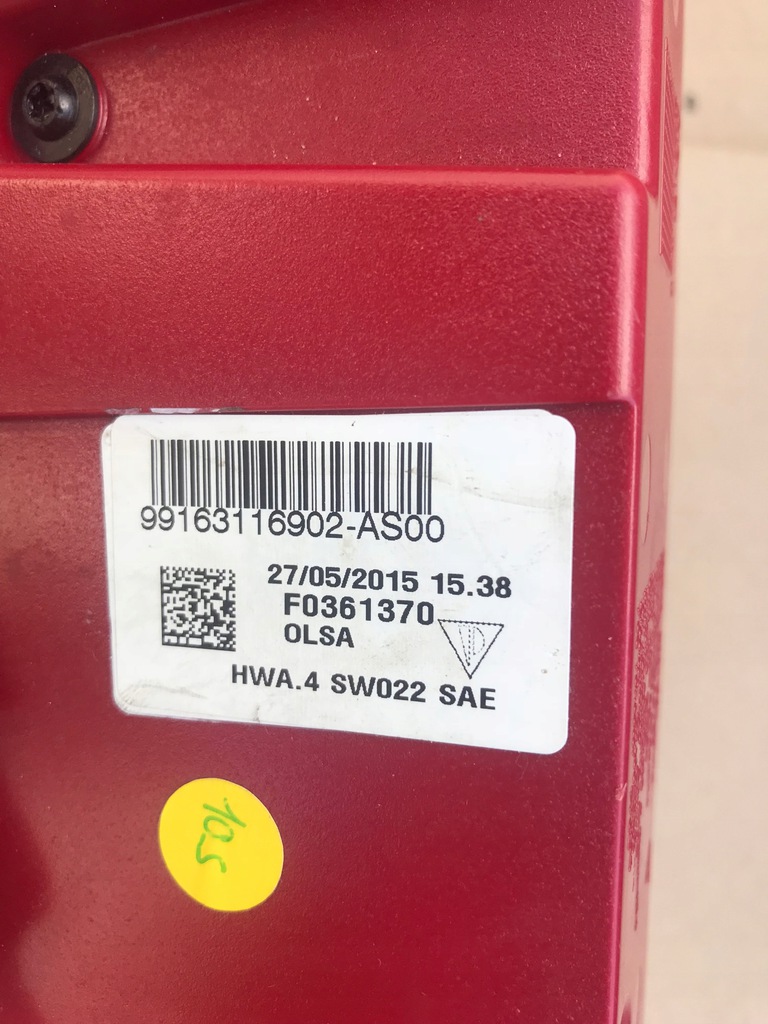 99163116902-AS00
27/05/2015 15.38
F0361370
OLSA
HWA.4 SW022 SAE
105